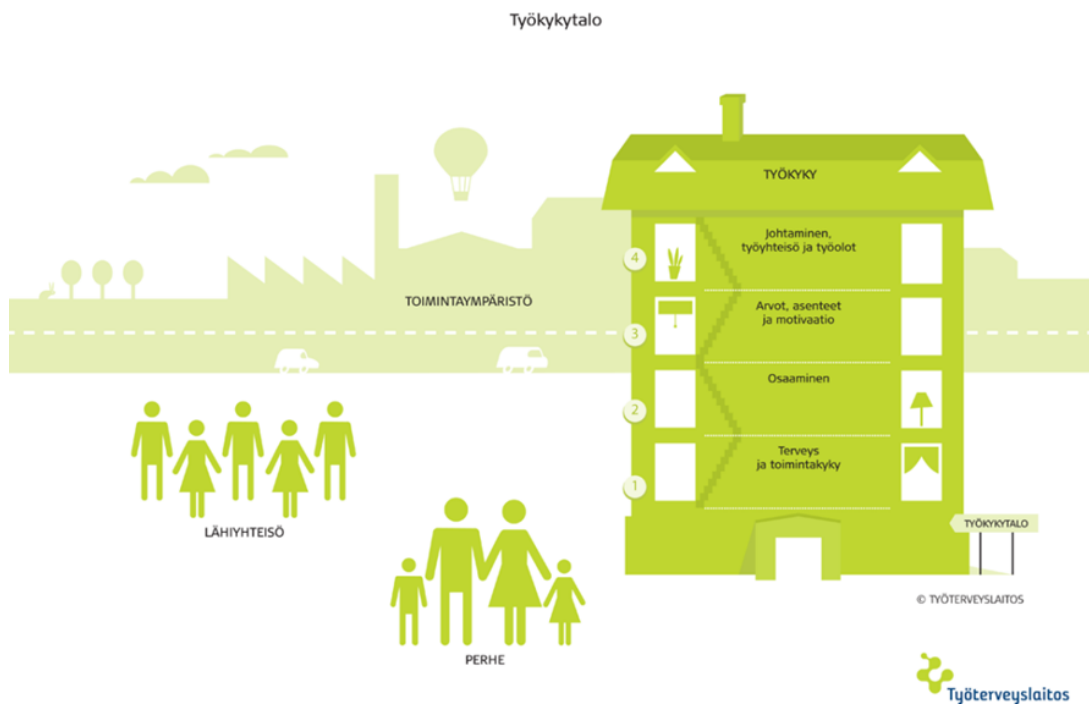 Työkykytalo
TYÖKYKY
4
Johtaminen,
työyhteisö ja työolot
TOIMINTAYMPÄRISTÖ
3
Arvot, asenteet
ja motivaatio
2
Osaaminen
1
Terveys
ja toimintakyky
LÄHIYHTEISÖ
TYÖKYKYTALO
© TYÖTERVEYSLAITOS
PERHE
Työterveyslaitos